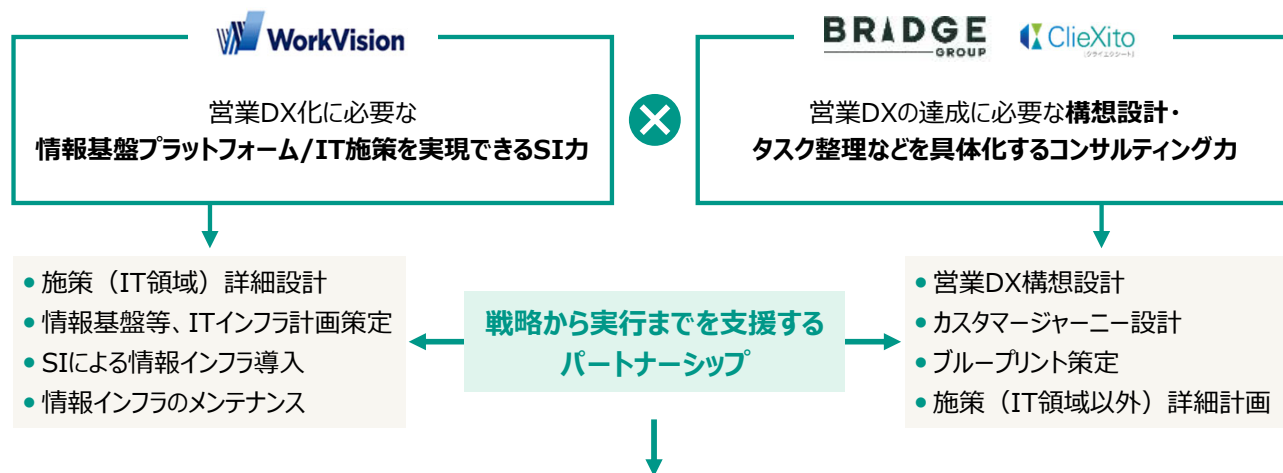 WorkVision
営業DX化に必要な
情報基盤プラットフォーム/IT施策を実現できるSI力
BRIDGE
GROUP
ClieXito
[クライエクシート]
営業DXの達成に必要な構想設計・
タスク整理などを具体化するコンサルティング力
• 施策（IT領域）詳細設計
• 情報基盤等、ITインフラ計画策定
• SIによる情報インフラ導入
• 情報インフラのメンテナンス
戦略から実行までを支援する
パートナーシップ
• 営業DX構想設計
• カスタマージャーニー設計
• ブループリント策定
• 施策（IT領域以外）詳細計画